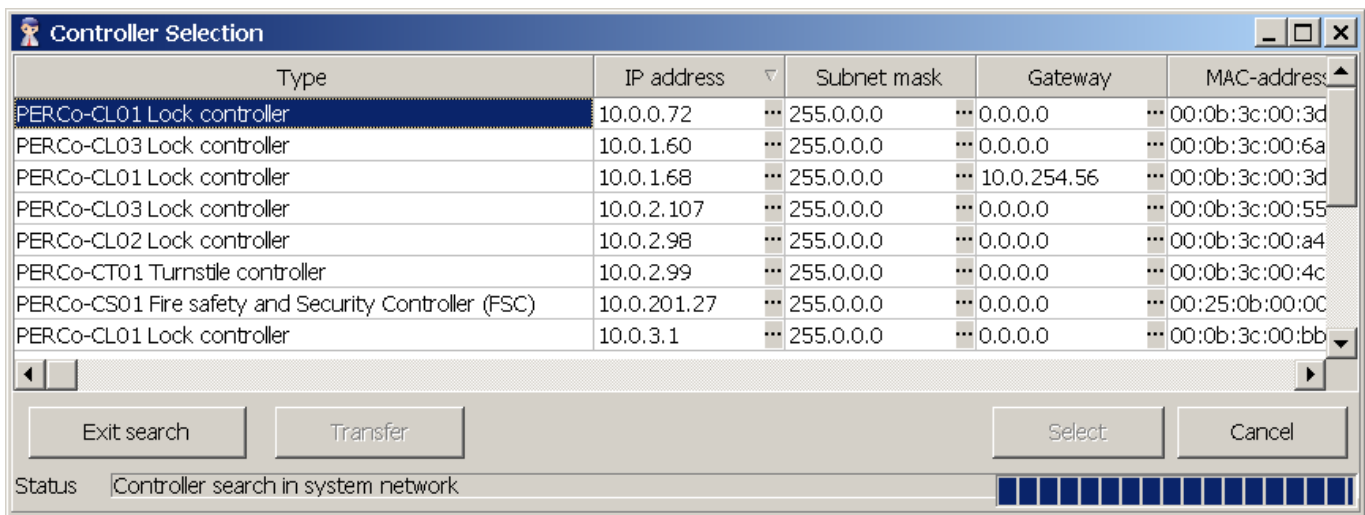 Controller Selection
Type IP address Subnet mask Gateway MAC-address
PERCo-CL01 Lock controller 10.0.0.72 ... 255.0.0.0 ... 0.0.0.0 ... 00:0b:3c:00:3d
PERCo-CL03 Lock controller 10.0.1.60 ... 255.0.0.0 ... 0.0.0.0 ... 00:0b:3c:00:6a
PERCo-CL01 Lock controller 10.0.1.68 ... 255.0.0.0 ... 10.0.254.56 ... 00:0b:3c:00:3d
PERCo-CL03 Lock controller 10.0.2.107 ... 255.0.0.0 ... 0.0.0.0 ... 00:0b:3c:00:55
PERCo-CL02 Lock controller 10.0.2.98 ... 255.0.0.0 ... 0.0.0.0 ... 00:0b:3c:00:a4
PERCo-CT01 Turnstile controller 10.0.2.99 ... 255.0.0.0 ... 0.0.0.0 ... 00:0b:3c:00:4c
PERCo-CS01 Fire safety and Security Controller (FSC) 10.0.201.27 ... 255.0.0.0 ... 0.0.0.0 ... 00:25:0b:00:00
PERCo-CL01 Lock controller 10.0.3.1 ... 255.0.0.0 ... 0.0.0.0 ... 00:0b:3c:00:bb
Exit search Transfer Select Cancel
Status Controller search in system network